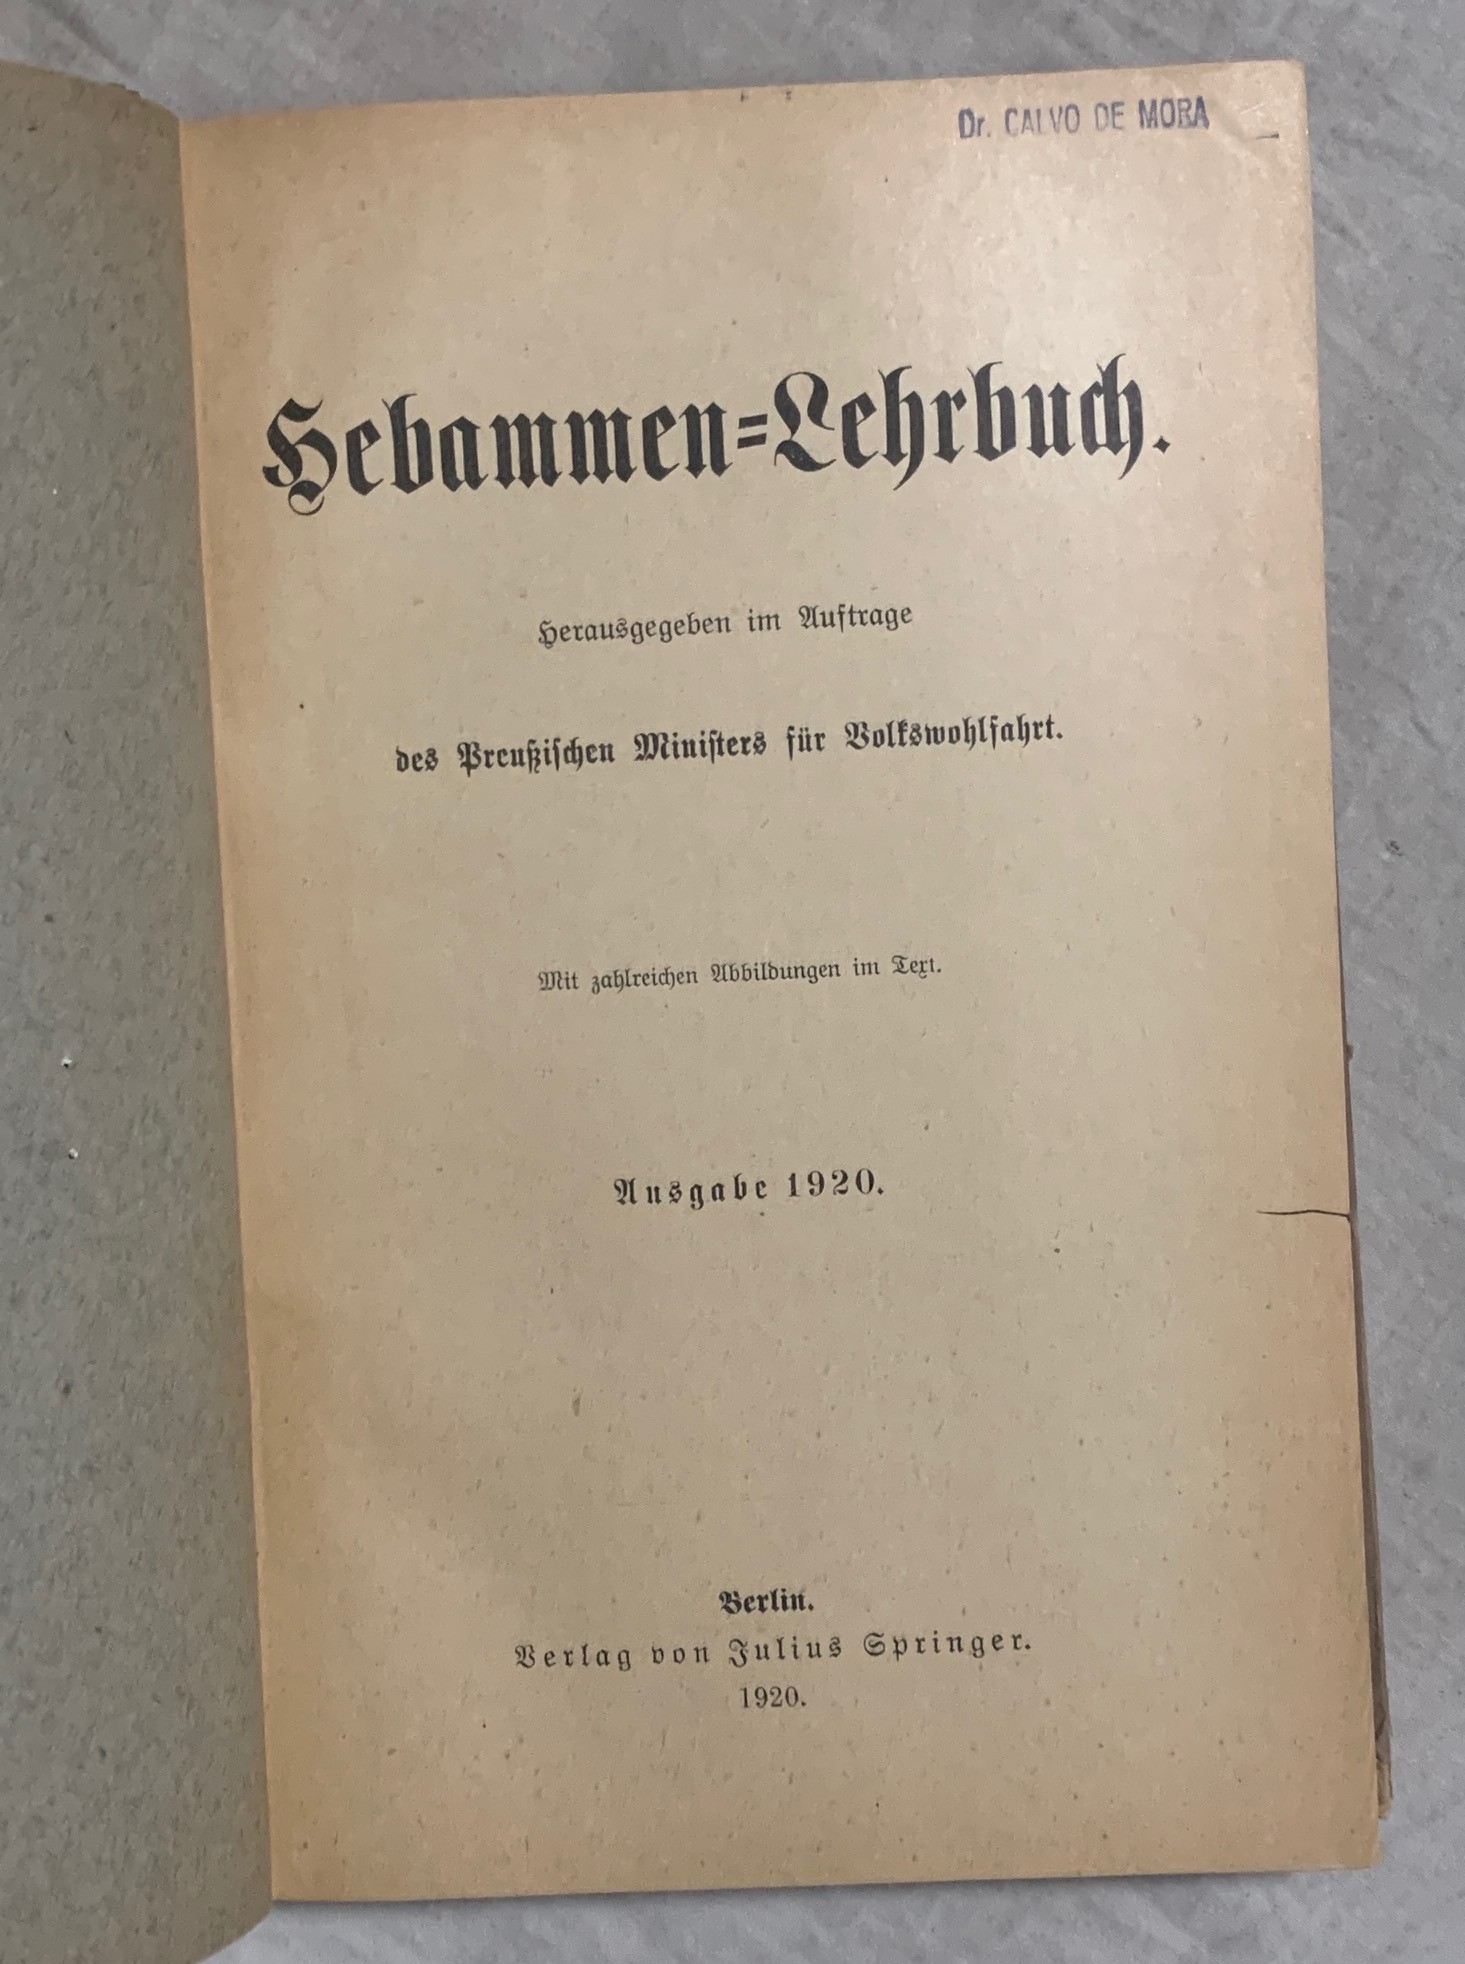 Dr. CALVO DE MORA
Hebammen=Lehrbuch.
Herausgegeben im Auftrage
des Preußiſchen Miniſters für Volkswohlfahrt.
Mit zahlreichen Abbildungen im Text.
Ausgabe 1920.
Berlin.
Verlag von Julius Springer.
1920.